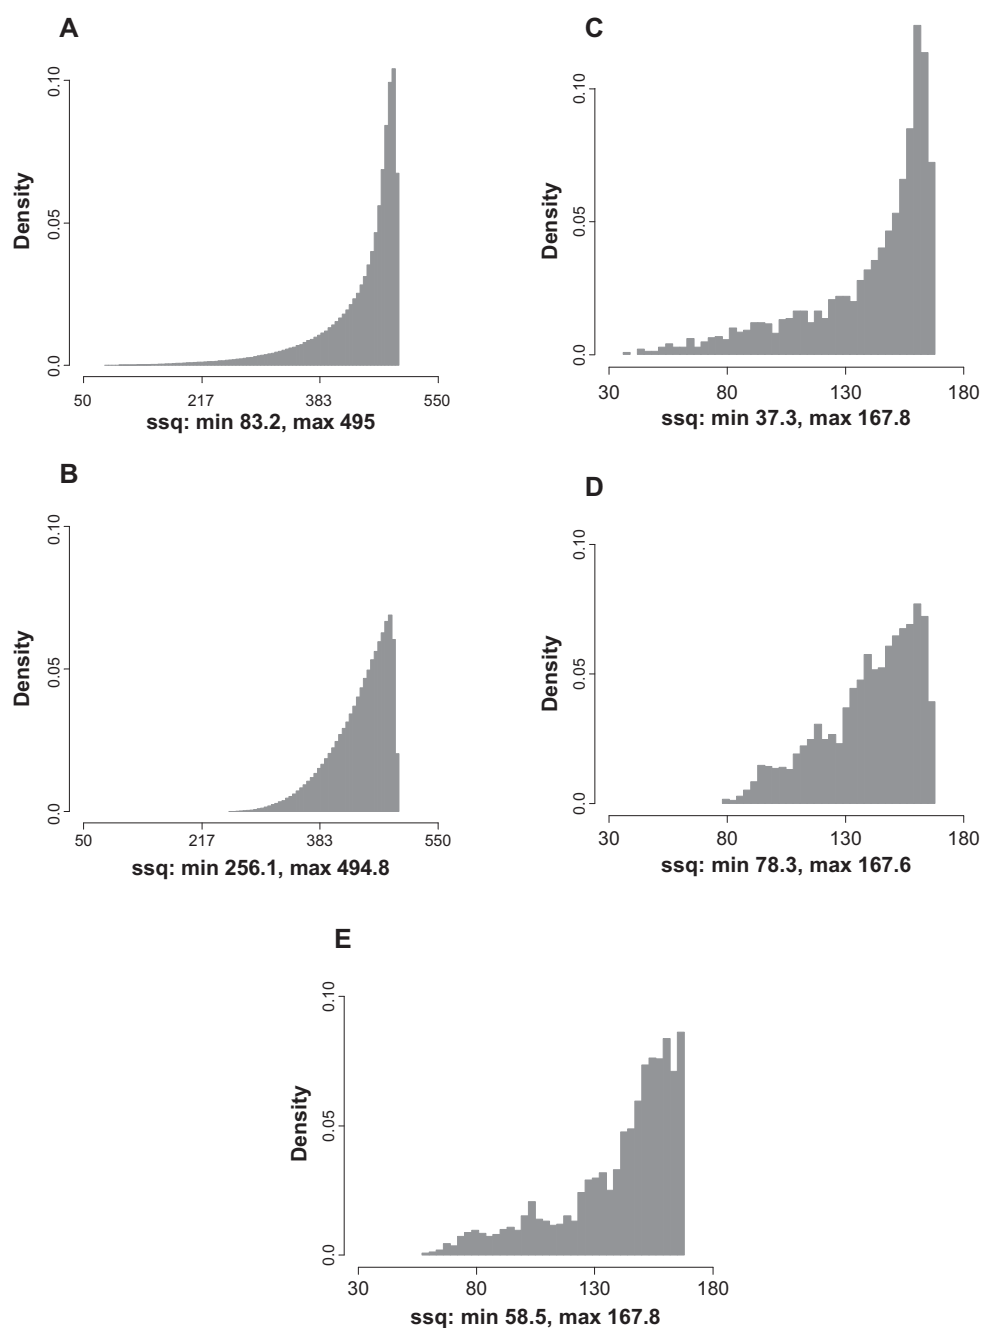 A
Density
0.10
0.05
0.0
50 217 383 550
ssq: min 83.2, max 495
C
Density
0.10
0.05
0.0
30 80 130 180
ssq: min 37.3, max 167.8
B
Density
0.10
0.05
0.0
50 217 383 550
ssq: min 256.1, max 494.8
D
Density
0.10
0.05
0.0
30 80 130 180
ssq: min 78.3, max 167.6
E
Density
0.10
0.05
0.0
30 80 130 180
ssq: min 58.5, max 167.8